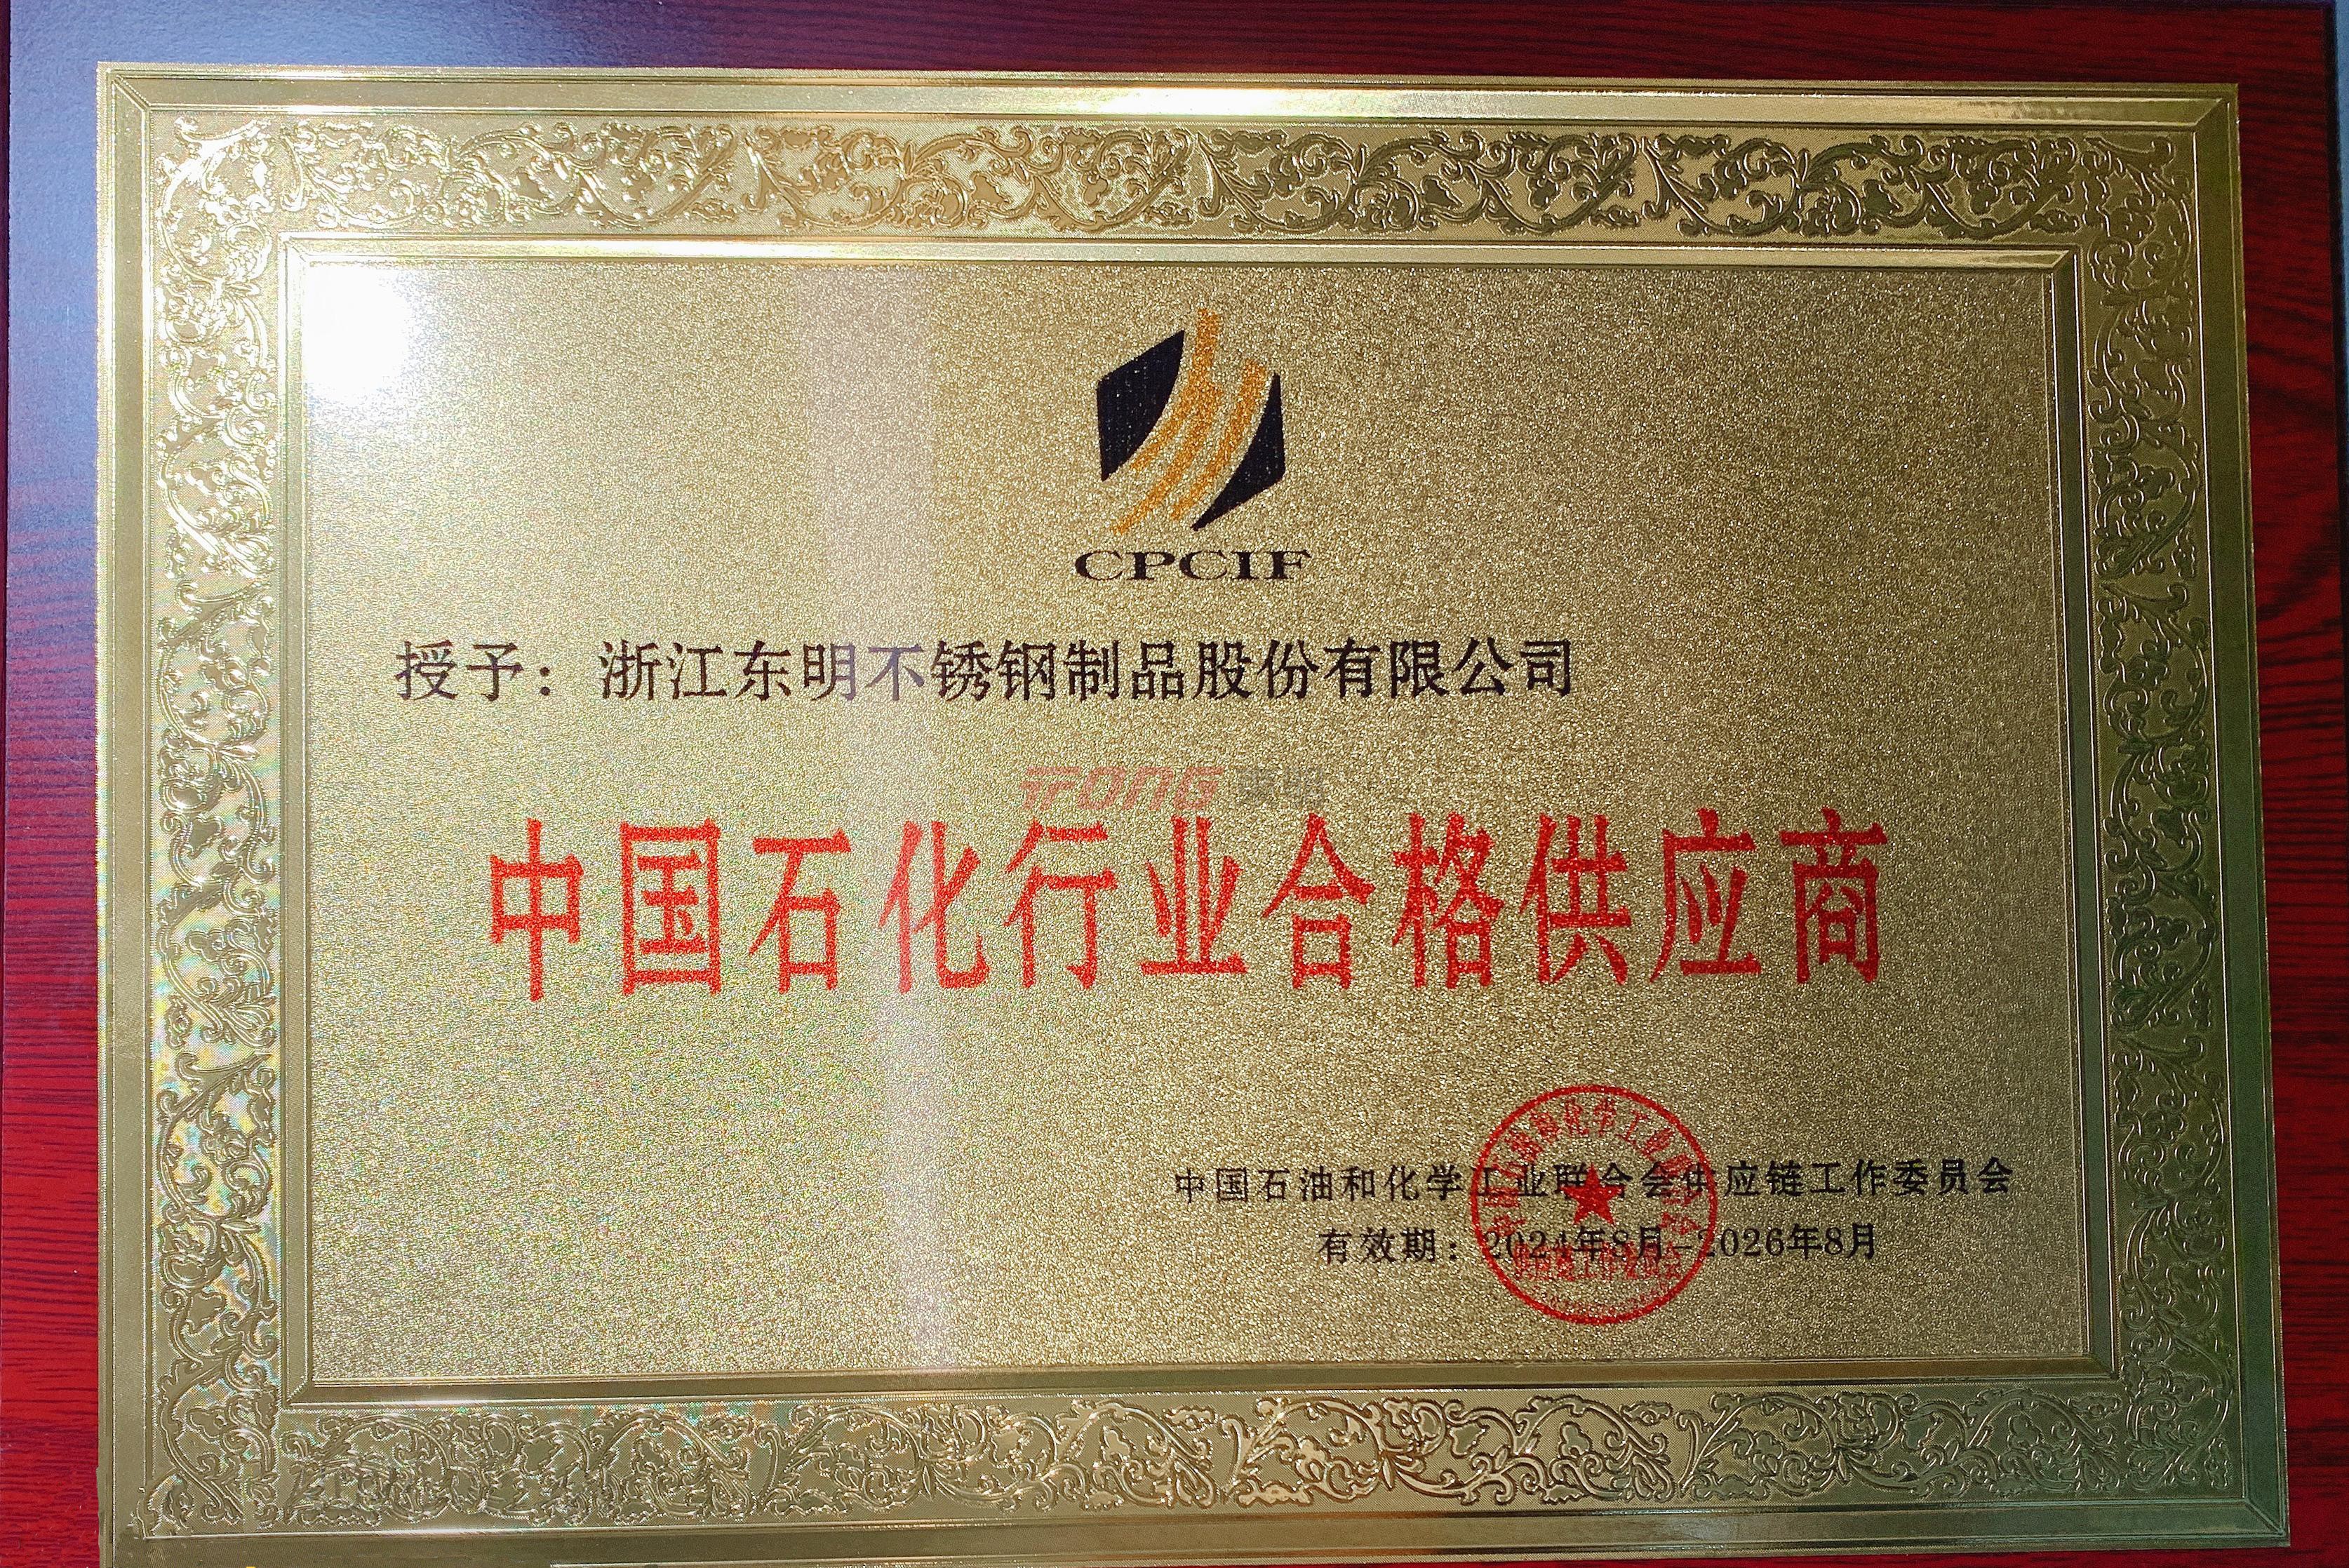 CPCIF
授予：浙江东明不锈钢制品股份有限公司
TONG 东明
中国石化行业合格供应商
中国石油和化学工业联合会供应链工作委员会
有效期：2024年8月-2026年8月